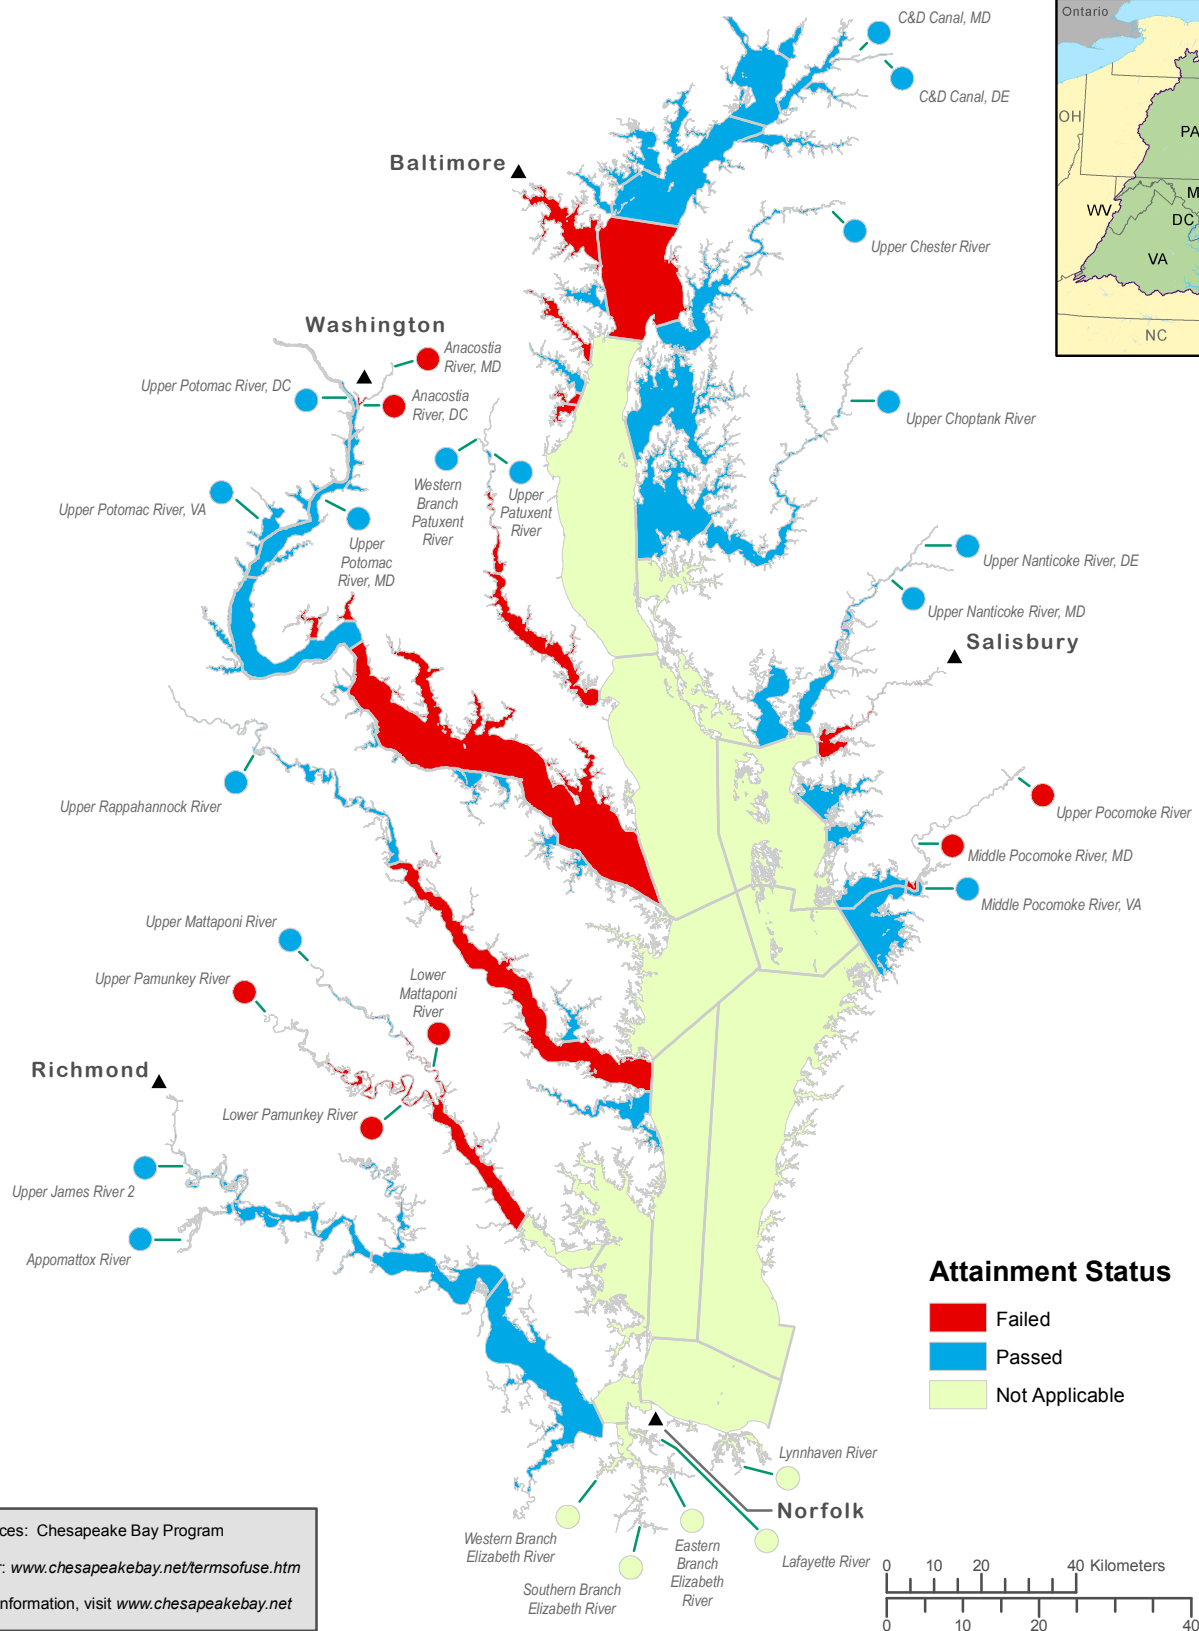 C&D Canal, MD
Ontario
C&D Canal, DE
OH
PA
Baltimore
WV
DC
Upper Chester River
VA
Washington
NC
Anacostia
River, MD
Upper Potomac River, DC
Anacostia
River, DC
Upper Choptank River
Western
Branch
Patuxent
River
Upper
Patuxent
River
Upper Potomac River, VA
Upper
Potomac
River, MD
Upper Nanticoke River, DE
Upper Nanticoke River, MD
Salisbury
Upper Rappahannock River
Upper Pocomoke River
Middle Pocomoke River, MD
Middle Pocomoke River, VA
Upper Mattaponi River
Upper Pamunkey River
Lower
Mattaponi
River
Richmond
Lower Pamunkey River
Upper James River 2
Appomattox River
Attainment Status
Failed
Passed
Not Applicable
Lynnhaven River
Norfolk
Western Branch
Elizabeth River
Eastern
Branch
Elizabeth
River
Lafayette River
Southern Branch
Elizabeth River
ces: Chesapeake Bay Program
r: www.chesapeakebay.net/termsofuse.htm
nformation, visit www.chesapeakebay.net
0 10 20 40 Kilometers
0 10 20 40